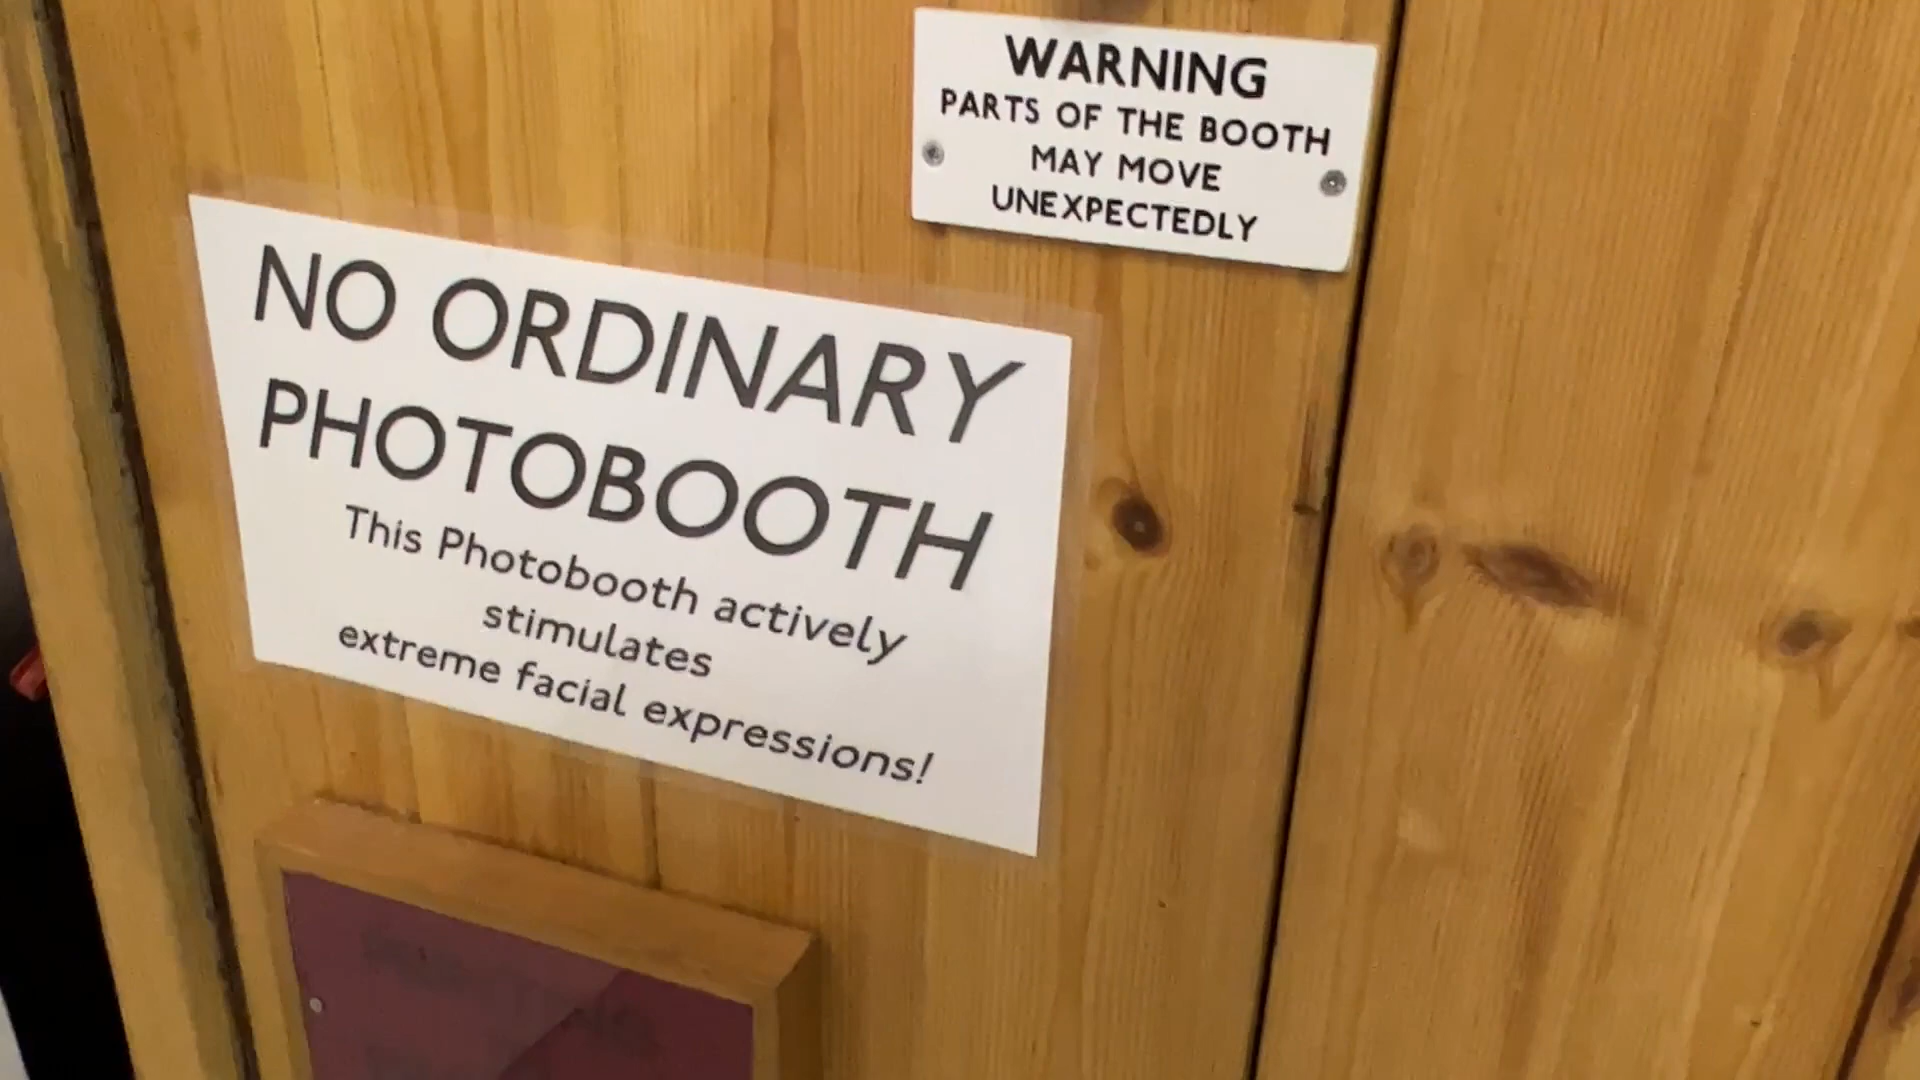 WARNING
PARTS OF THE BOOTH
MAY MOVE
UNEXPECTEDLY
NO ORDINARY
PHOTOBOOTH
This Photobooth actively
stimulates
extreme facial expressions!